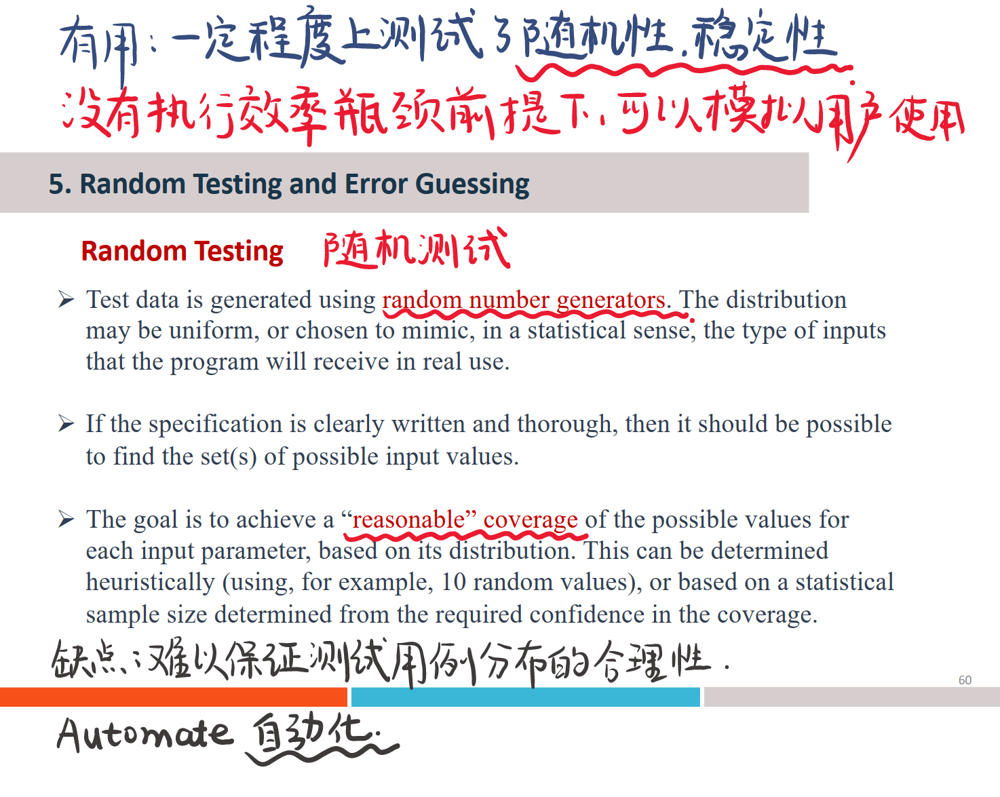 有用:一定程度上测试了随机性.稳定性.
没有执行效率瓶颈前提下,可以模拟用户使用
5. Random Testing and Error Guessing
Random Testing 随机测试
➢ Test data is generated using random number generators. The distribution
may be uniform, or chosen to mimic, in a statistical sense, the type of inputs
that the program will receive in real use.
➢ If the specification is clearly written and thorough, then it should be possible
to find the set(s) of possible input values.
➢ The goal is to achieve a “reasonable” coverage of the possible values for
each input parameter, based on its distribution. This can be determined
heuristically (using, for example, 10 random values), or based on a statistical
sample size determined from the required confidence in the coverage.
缺点:难以保证测试用例分布的合理性.
60
Automate 自动化.